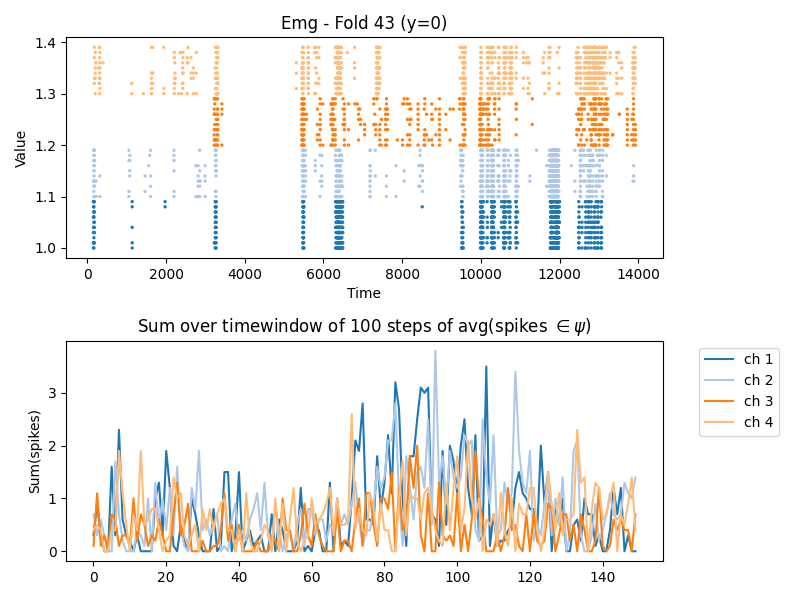 Emg - Fold 43 (y=0)
1.4
1.3
1.2
1.1
1.0
Value
0 2000 4000 6000 8000 10000 12000 14000
Time
Sum over timewindow of 100 steps of avg(spikes ∈ ψ)
3
2
1
0
Sum(spikes)
0 20 40 60 80 100 120 140
ch 1
ch 2
ch 3
ch 4